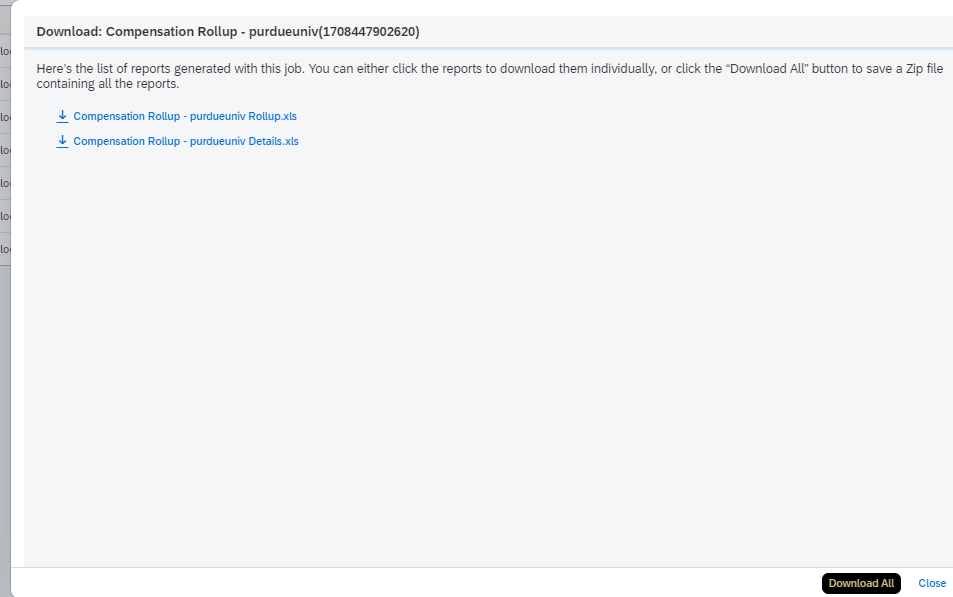 Download: Compensation Rollup - purdueuniv(1708447902620)
Here's the list of reports generated with this job. You can either click the reports to download them individually, or click the “Download All” button to save a Zip file
containing all the reports.
Compensation Rollup - purdueuniv Rollup.xls
Compensation Rollup - purdueuniv Details.xls
Download All Close